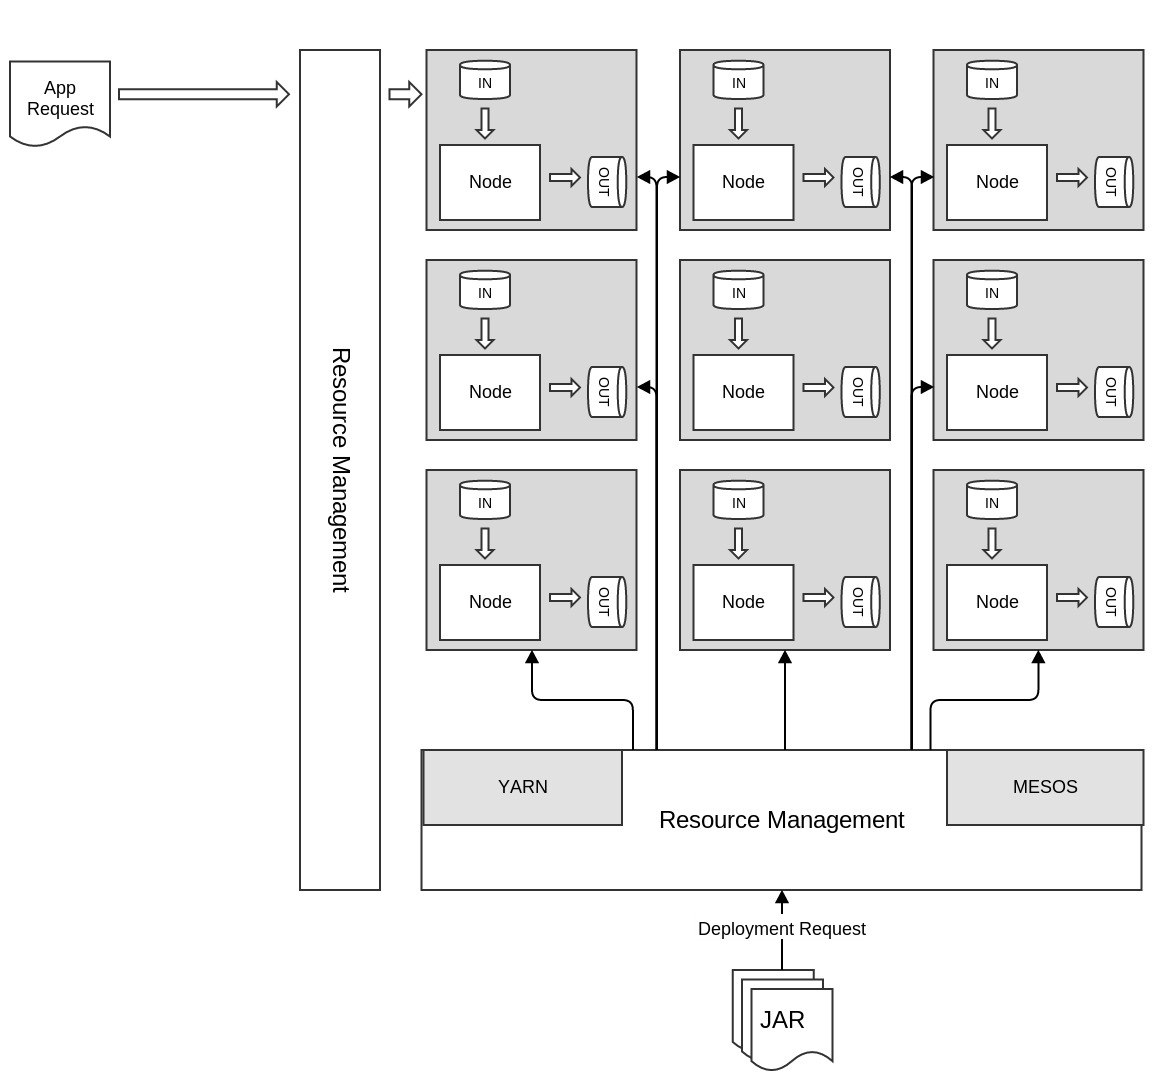 App
Request
Resource Management
IN
Node
OUT
IN
Node
OUT
IN
Node
OUT
IN
Node
OUT
IN
Node
OUT
IN
Node
OUT
IN
Node
OUT
IN
Node
OUT
IN
Node
OUT
YARN
Resource Management
MESOS
Deployment Request
JAR